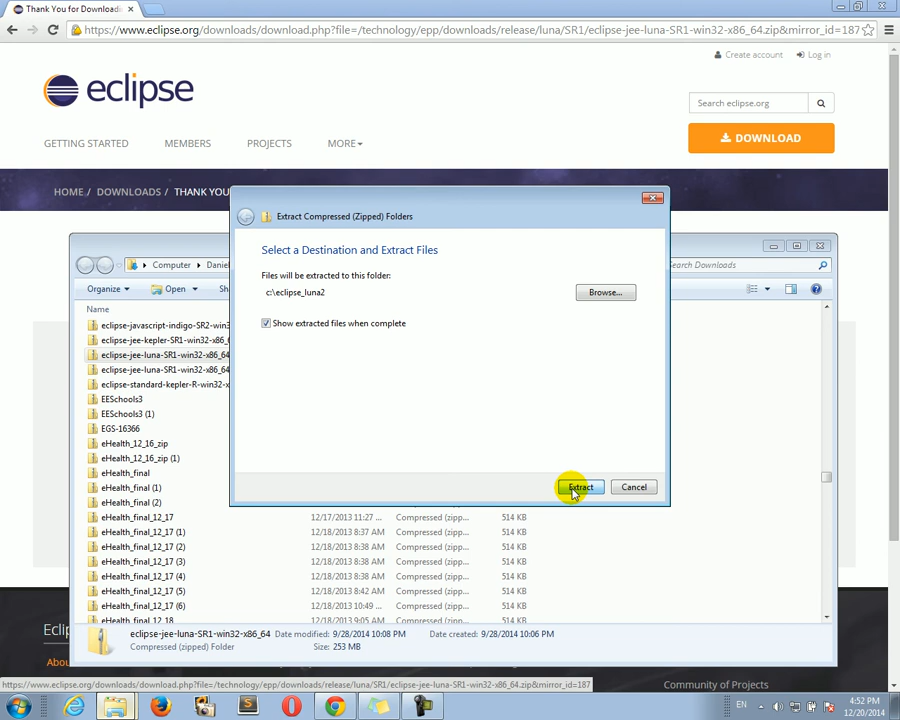 Thank You for Downloadin
https://www.eclipse.org/downloads/download.php?file=/technology/epp/downloads/release/luna/SR1/eclipse-jee-luna-SR1-win32-x86_64.zip&mirror_id=187
Create account Log in
eclipse
Search eclipse.org
GETTING STARTED MEMBERS PROJECTS MORE
DOWNLOAD
HOME / DOWNLOADS / THANK YOU
Extract Compressed (Zipped) Folders
Select a Destination and Extract Files
Files will be extracted to this folder:
c:\eclipse_luna2
Browse...
Show extracted files when complete
Extract Cancel
Computer Daniel
Search Downloads
Organize Open Sh
Name
eclipse-javascript-indigo-SR2-win3
eclipse-jee-kepler-SR1-win32-x86_6
eclipse-jee-luna-SR1-win32-x86_64
eclipse-jee-luna-SR1-win32-x86_64
eclipse-standard-kepler-R-win32-x
EESchools3
EESchools3 (1)
EGS-16366
eHealth_12_16_zip
eHealth_12_16_zip (1)
eHealth_final
eHealth_final (1)
eHealth_final (2)
eHealth_final_12_17 12/17/2013 11:27 ... Compressed (zipp... 514 KB
eHealth_final_12_17 (1) 12/18/2013 8:37 AM Compressed (zipp... 514 KB
eHealth_final_12_17 (2) 12/18/2013 8:38 AM Compressed (zipp... 514 KB
eHealth_final_12_17 (3) 12/18/2013 8:38 AM Compressed (zipp... 514 KB
eHealth_final_12_17 (4) 12/18/2013 8:38 AM Compressed (zipp... 514 KB
eHealth_final_12_17 (5) 12/18/2013 8:42 AM Compressed (zipp... 514 KB
eHealth_final_12_17 (6) 12/18/2013 10:49 ... Compressed (zipp... 514 KB
eHealth_final_12_18
eclipse-jee-luna-SR1-win32-x86_64 Date modified: 9/28/2014 10:08 PM Date created: 9/28/2014 10:06 PM
Compressed (zipped) Folder Size: 253 MB
Eclip
Abou
Community of Projects
https://www.eclipse.org/downloads/download.php?file=/technology/epp/downloads/release/luna/SR1/eclipse-jee-luna-SR1-win32-x86_64.zip&mirror_id=187
EN
4:52 PM
12/20/2014